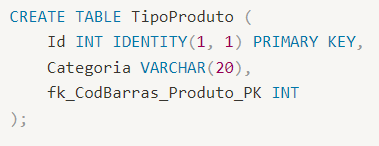 CREATE TABLE TipoProduto (
    Id INT IDENTITY(1, 1) PRIMARY KEY,
    Categoria VARCHAR(20),
    fk_CodBarras_Produto_PK INT
);